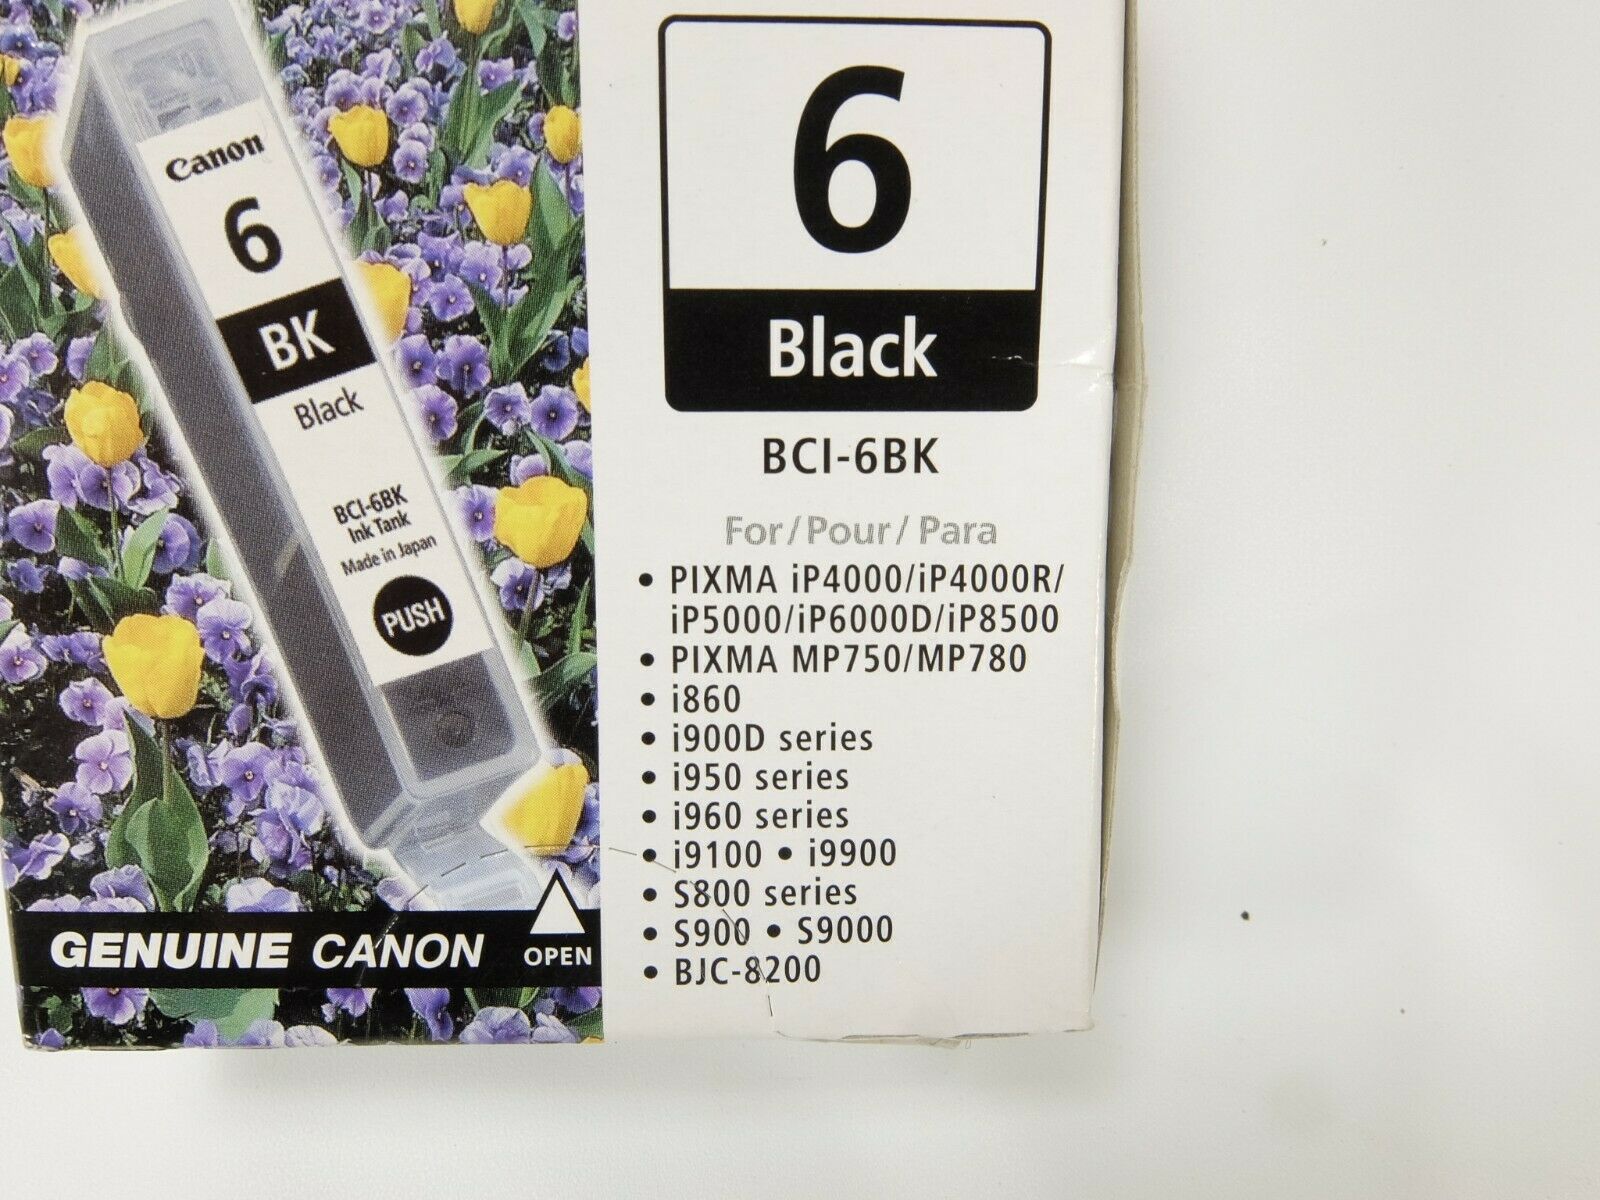 Canon
6
BK
Black
BCI-6BK
Ink Tank
Made in Japan
PUSH
GENUINE CANON
OPEN
6
Black
BCI-6BK
For/Pour/Para
• PIXMA iP4000/iP4000R/
iP5000/iP6000D/iP8500
• PIXMA MP750/MP780
• i860
• i900D series
• i950 series
• i960 series
• i9100 • i9900
• S800 series
• S900 • S9000
• BJC-8200